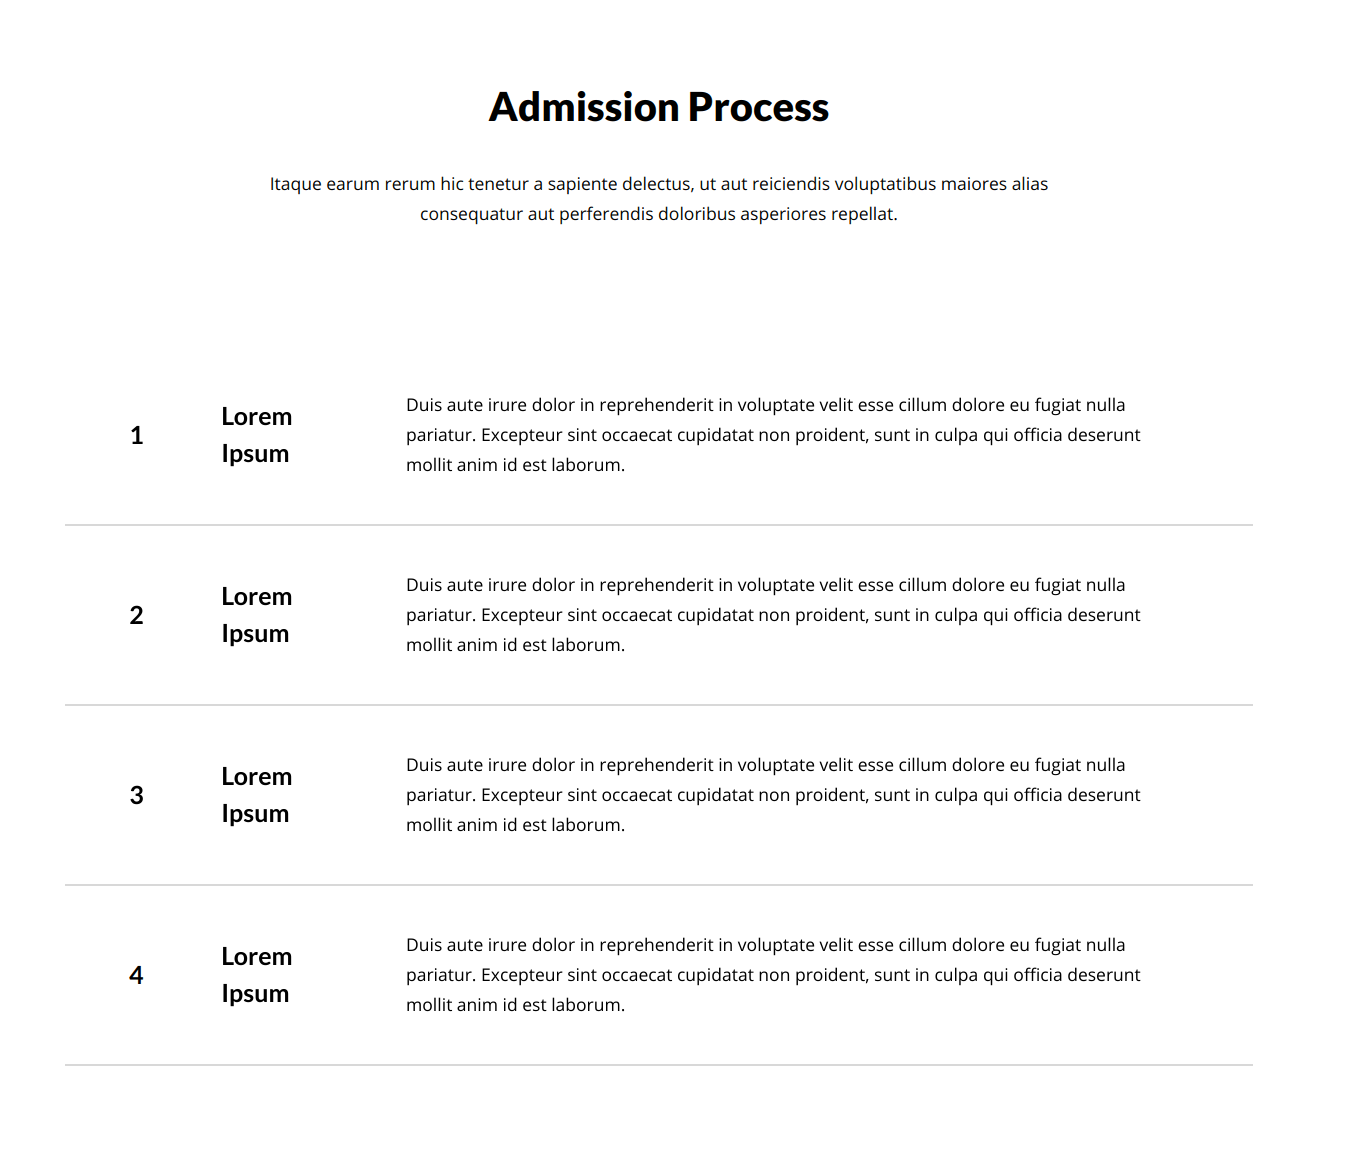 Admission Process
Itaque earum rerum hic tenetur a sapiente delectus, ut aut reiciendis voluptatibus maiores alias
consequatur aut perferendis doloribus asperiores repellat.
1
Lorem
Ipsum
Duis aute irure dolor in reprehenderit in voluptate velit esse cillum dolore eu fugiat nulla
pariatur. Excepteur sint occaecat cupidatat non proident, sunt in culpa qui officia deserunt
mollit anim id est laborum.
2
Lorem
Ipsum
Duis aute irure dolor in reprehenderit in voluptate velit esse cillum dolore eu fugiat nulla
pariatur. Excepteur sint occaecat cupidatat non proident, sunt in culpa qui officia deserunt
mollit anim id est laborum.
3
Lorem
Ipsum
Duis aute irure dolor in reprehenderit in voluptate velit esse cillum dolore eu fugiat nulla
pariatur. Excepteur sint occaecat cupidatat non proident, sunt in culpa qui officia deserunt
mollit anim id est laborum.
4
Lorem
Ipsum
Duis aute irure dolor in reprehenderit in voluptate velit esse cillum dolore eu fugiat nulla
pariatur. Excepteur sint occaecat cupidatat non proident, sunt in culpa qui officia deserunt
mollit anim id est laborum.